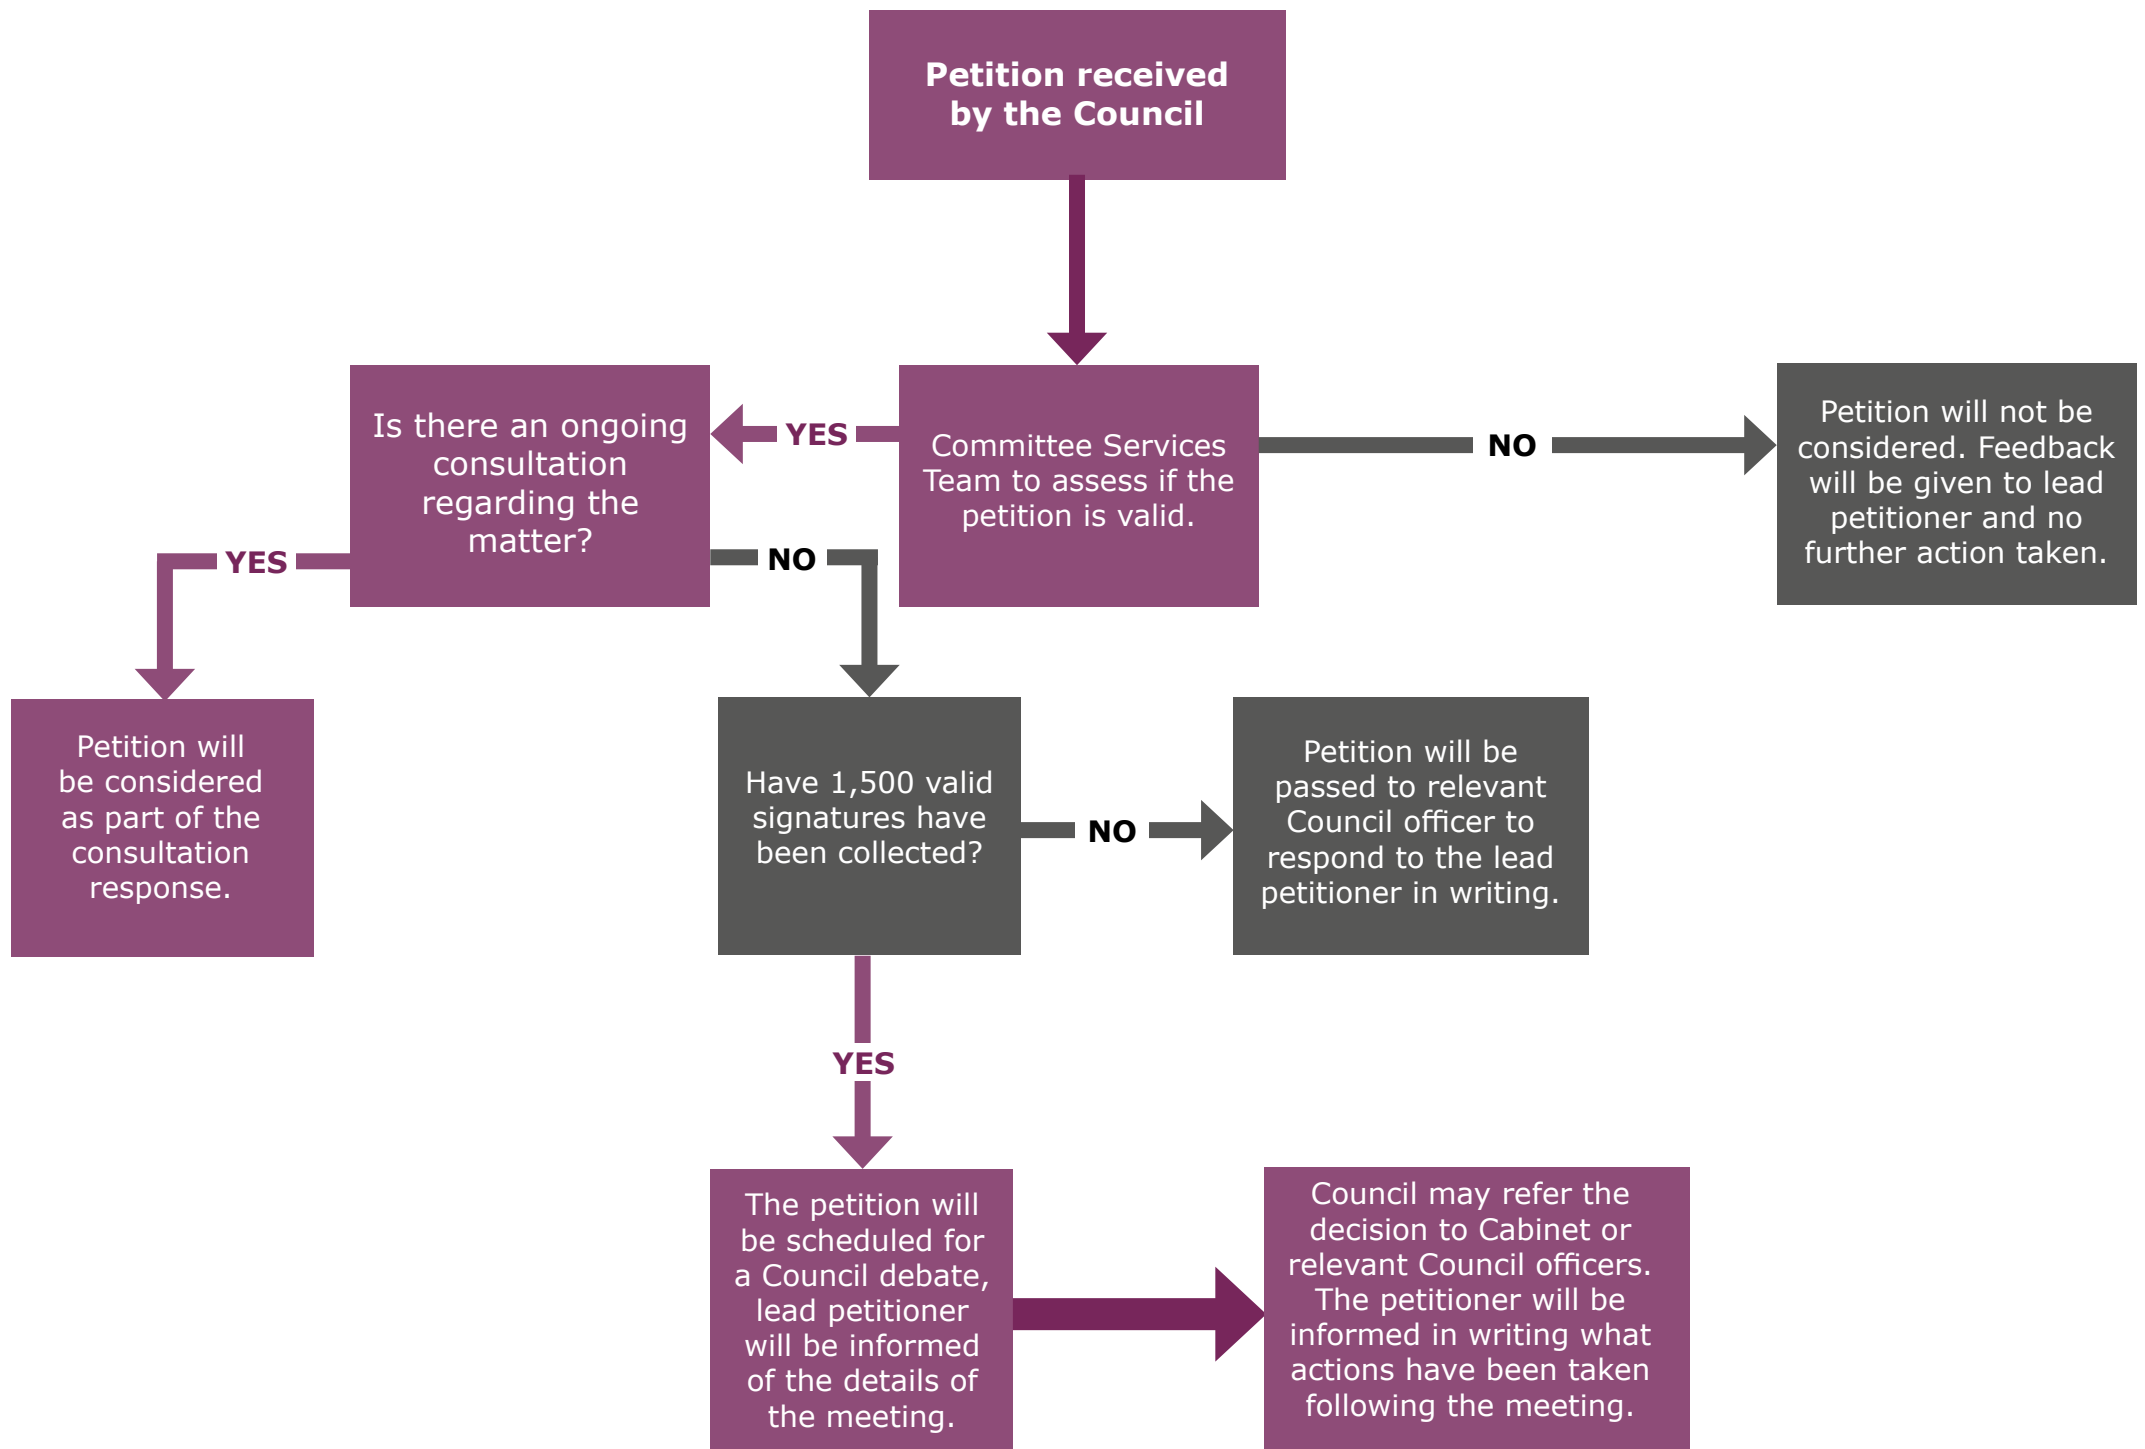 Petition received
by the Council
Is there an ongoing
consultation
regarding the
matter?
YES
Committee Services
Team to assess if the
petition is valid.
NO
Petition will not be
considered. Feedback
will be given to lead
petitioner and no
further action taken.
YES
NO
Petition will
be considered
as part of the
consultation
response.
Have 1,500 valid
signatures have
been collected?
NO
Petition will be
passed to relevant
Council officer to
respond to the lead
petitioner in writing.
YES
The petition will
be scheduled for
a Council debate,
lead petitioner
will be informed
of the details of
the meeting.
Council may refer the
decision to Cabinet or
relevant Council officers.
The petitioner will be
informed in writing what
actions have been taken
following the meeting.